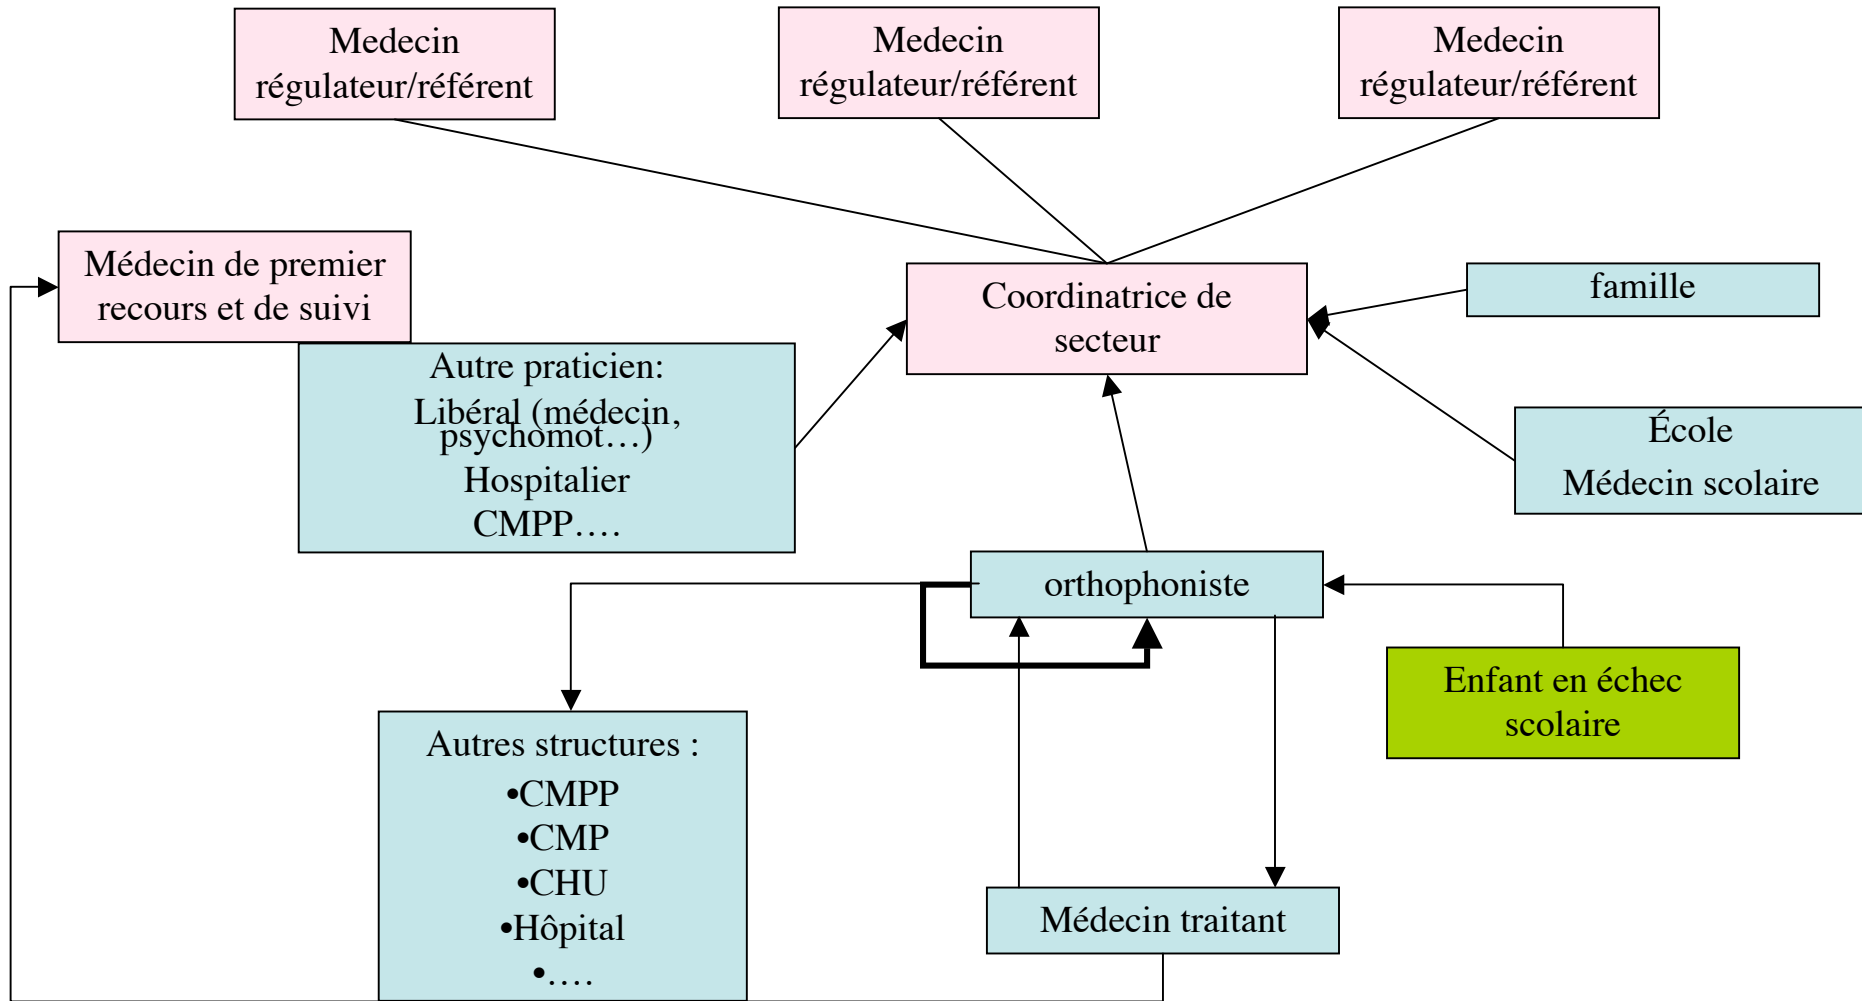 Medecin
régulateur/référent
Medecin
régulateur/référent
Medecin
régulateur/référent
Médecin de premier
recours et de suivi
Coordinatrice de
secteur
famille
Autre praticien:
Libéral (médecin,
psychomot…)
Hospitalier
CMPP….
École
Médecin scolaire
orthophoniste
Enfant en échec
scolaire
Autres structures :
•CMPP
•CMP
•CHU
•Hôpital
•….
Médecin traitant